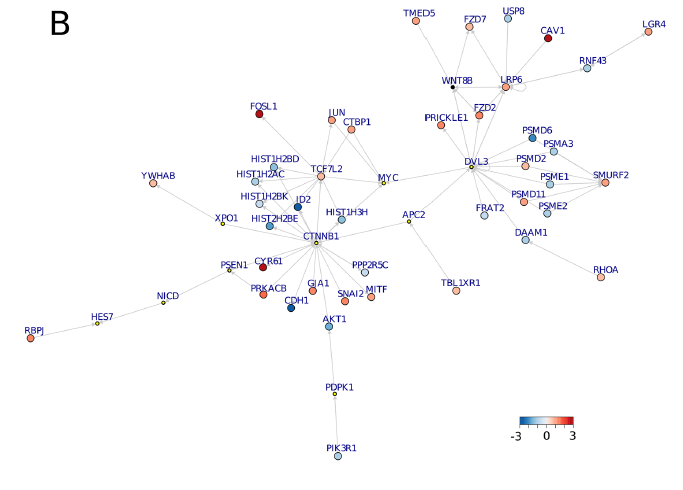 B
TMED5
FZD7
USP8
LGR4
CAV1
RNF43
WNT8B
LRP6
FOSL1
JUN
CTBP1
FZD2
PRICKLE1
PSMD6
PSMA3
HIST1H2BD
TCF7L2
DVL3
PSMD2
YWHAB
HIST1H2AC
MYC
PSME1
SMURF2
HIST1H2BK
ID2
PSMD11
HIST2H2BE
HIST1H3H
APC2
FRAT2
PSME2
XPO1
CTNNB1
DAAM1
PSEN1
CYR61
PPP2R5C
RHOA
PRKACB
GJA1
TBL1XR1
NICD
CDH1
SNAI2
MITF
HES7
AKT1
RBPJ
PDPK1
PIK3R1
-3 0 3